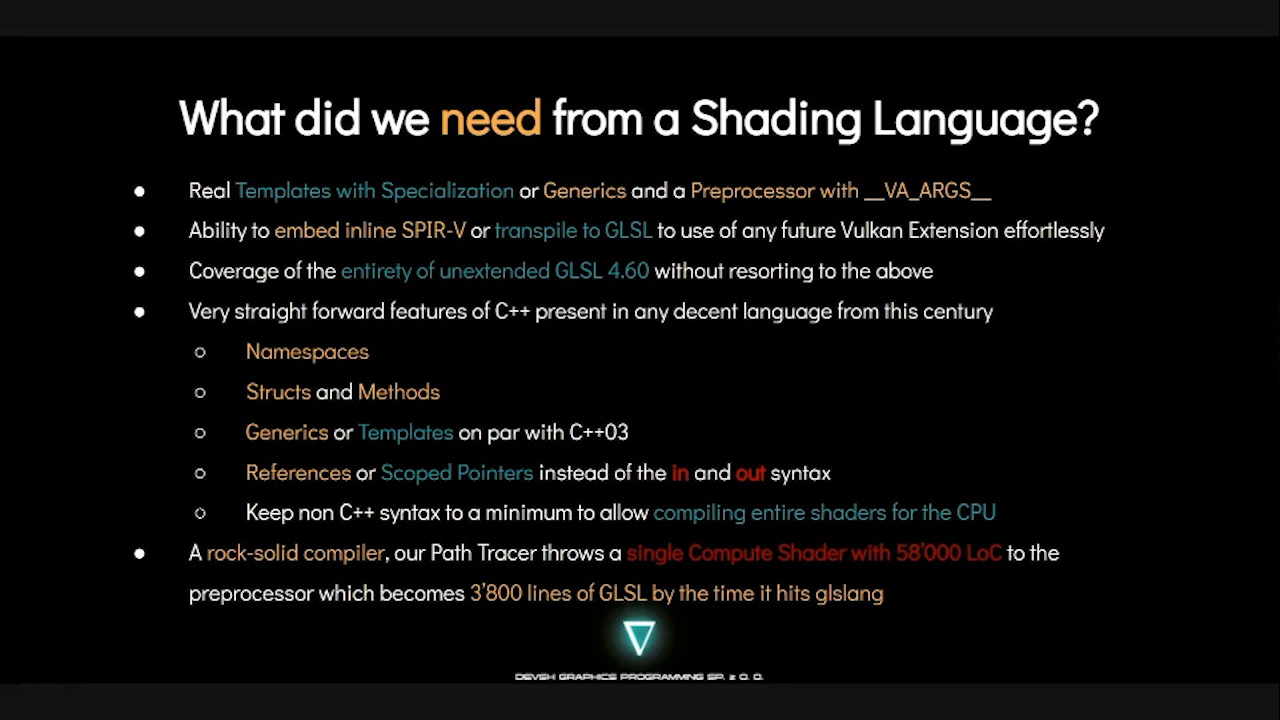 What did we need from a Shading Language?
● Real Templates with Specialization or Generics and a Preprocessor with __VA_ARGS__
● Ability to embed inline SPIR-V or transpile to GLSL to use of any future Vulkan Extension effortlessly
● Coverage of the entirety of unextended GLSL 4.60 without resorting to the above
● Very straight forward features of C++ present in any decent language from this century
○ Namespaces
○ Structs and Methods
○ Generics or Templates on par with C++03
○ References or Scoped Pointers instead of the in and out syntax
○ Keep non C++ syntax to a minimum to allow compiling entire shaders for the CPU
● A rock-solid compiler, our Path Tracer throws a single Compute Shader with 58'000 LoC to the
preprocessor which becomes 3'800 lines of GLSL by the time it hits glslang
DEVSH GRAPHICS PROGRAMMING SP. z O. O.